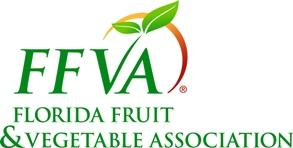 FFVA®
FLORIDA FRUIT
& VEGETABLE ASSOCIATION